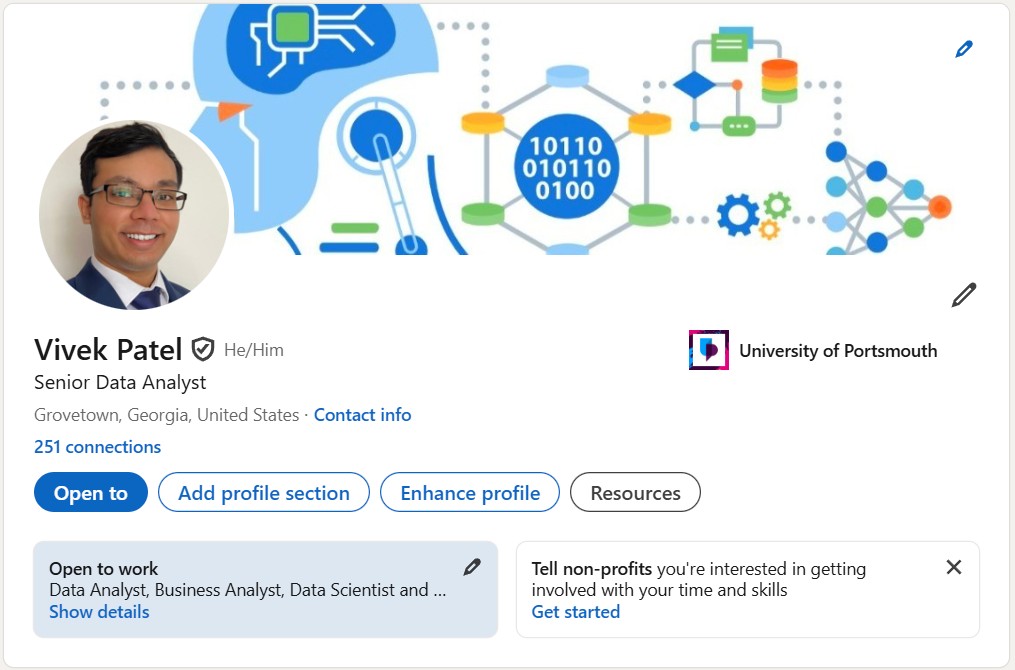 10110
010110
0100
Vivek Patel He/Him
University of Portsmouth
Senior Data Analyst
Grovetown, Georgia, United States · Contact info
251 connections
Open to
Add profile section
Enhance profile
Resources
Open to work
Data Analyst, Business Analyst, Data Scientist and ...
Show details
Tell non-profits you're interested in getting
involved with your time and skills
Get started